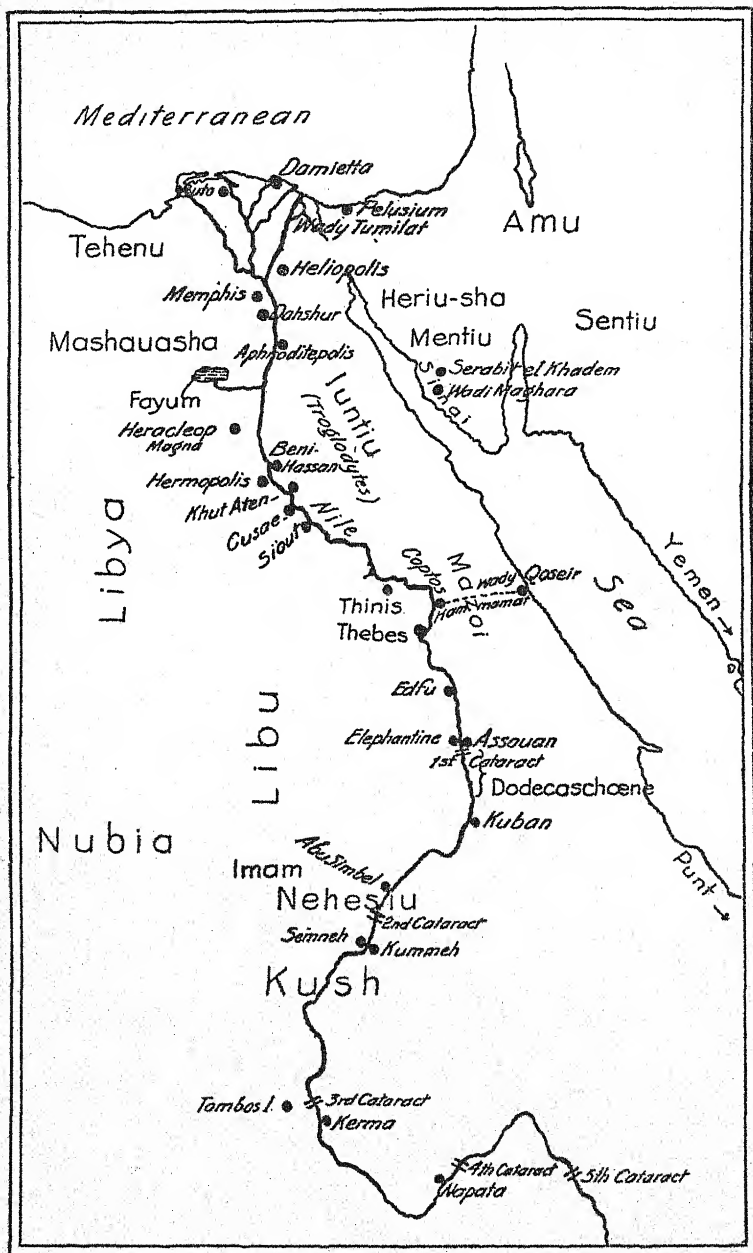 Mediterranean
Damietta
Buto
Pelusium
Wady Tumilat
Amu
Tehenu
Heliopolis
Heriu-sha
Memphis
Dahshur
Mentiu
Sentiu
Mashauasha
Aphroditepolis
Serabit el Khadem
Sinai
Wadi Maghara
Fayum
Iuntiu
(Troglodytes)
Heracleop
Magna
Beni-
Hassan
Hermopolis
Khut Aten-
Cusae-
Siout
Nile
Libya
Coptos
Mazoi
Wady
Qoseir
Hammamat
Sea
Yemen →
Thinis
Thebes
Edfu
Libu
Elephantine
Assouan
1st Cataract
Dodecaschœne
Kuban
Nubia
Imam
Abu Simbel
Punt →
Nehesiu
2nd Cataract
Semneh
Kummeh
Kush
Tombos I.
3rd Cataract
Kerma
4th Cataract
5th Cataract
Napata